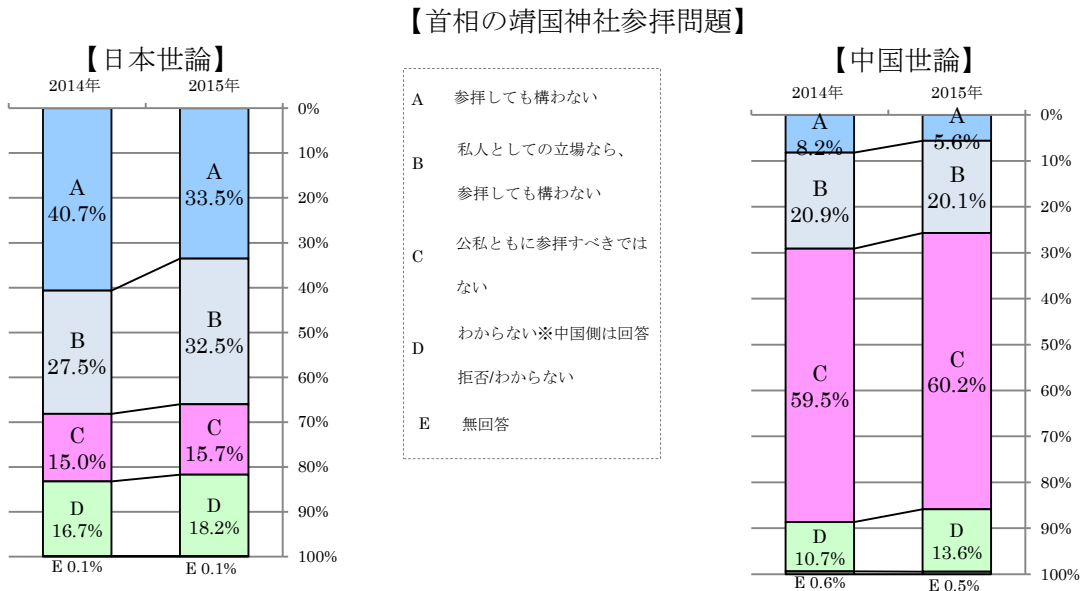 【首相の靖国神社参拝問題】
【日本世論】
2014年 2015年
0%
10%
20%
30%
40%
50%
60%
70%
80%
90%
100%
A
40.7%
B
27.5%
C
15.0%
D
16.7%
E 0.1%
A
33.5%
B
32.5%
C
15.7%
D
18.2%
E 0.1%
A 参拝しても構わない
B 私人としての立場なら、
参拝しても構わない
C 公私ともに参拝すべきでは
ない
D わからない※中国側は回答
拒否/わからない
E 無回答
【中国世論】
2014年 2015年
A
8.2%
B
20.9%
C
59.5%
D
10.7%
E 0.6%
A
5.6%
B
20.1%
C
60.2%
D
13.6%
E 0.5%
0%
10%
20%
30%
40%
50%
60%
70%
80%
90%
100%